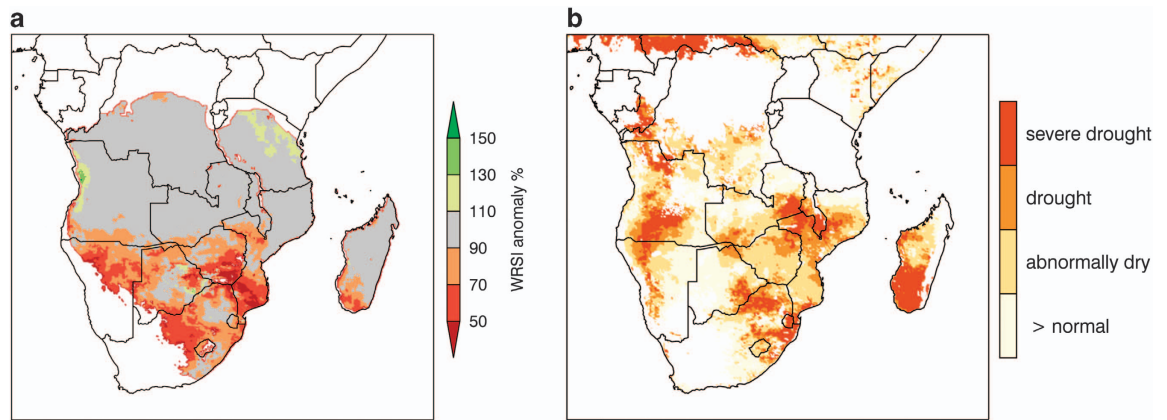 a
150
130
110
90
70
50
WRSI anomaly %
b
severe drought
drought
abnormally dry
> normal